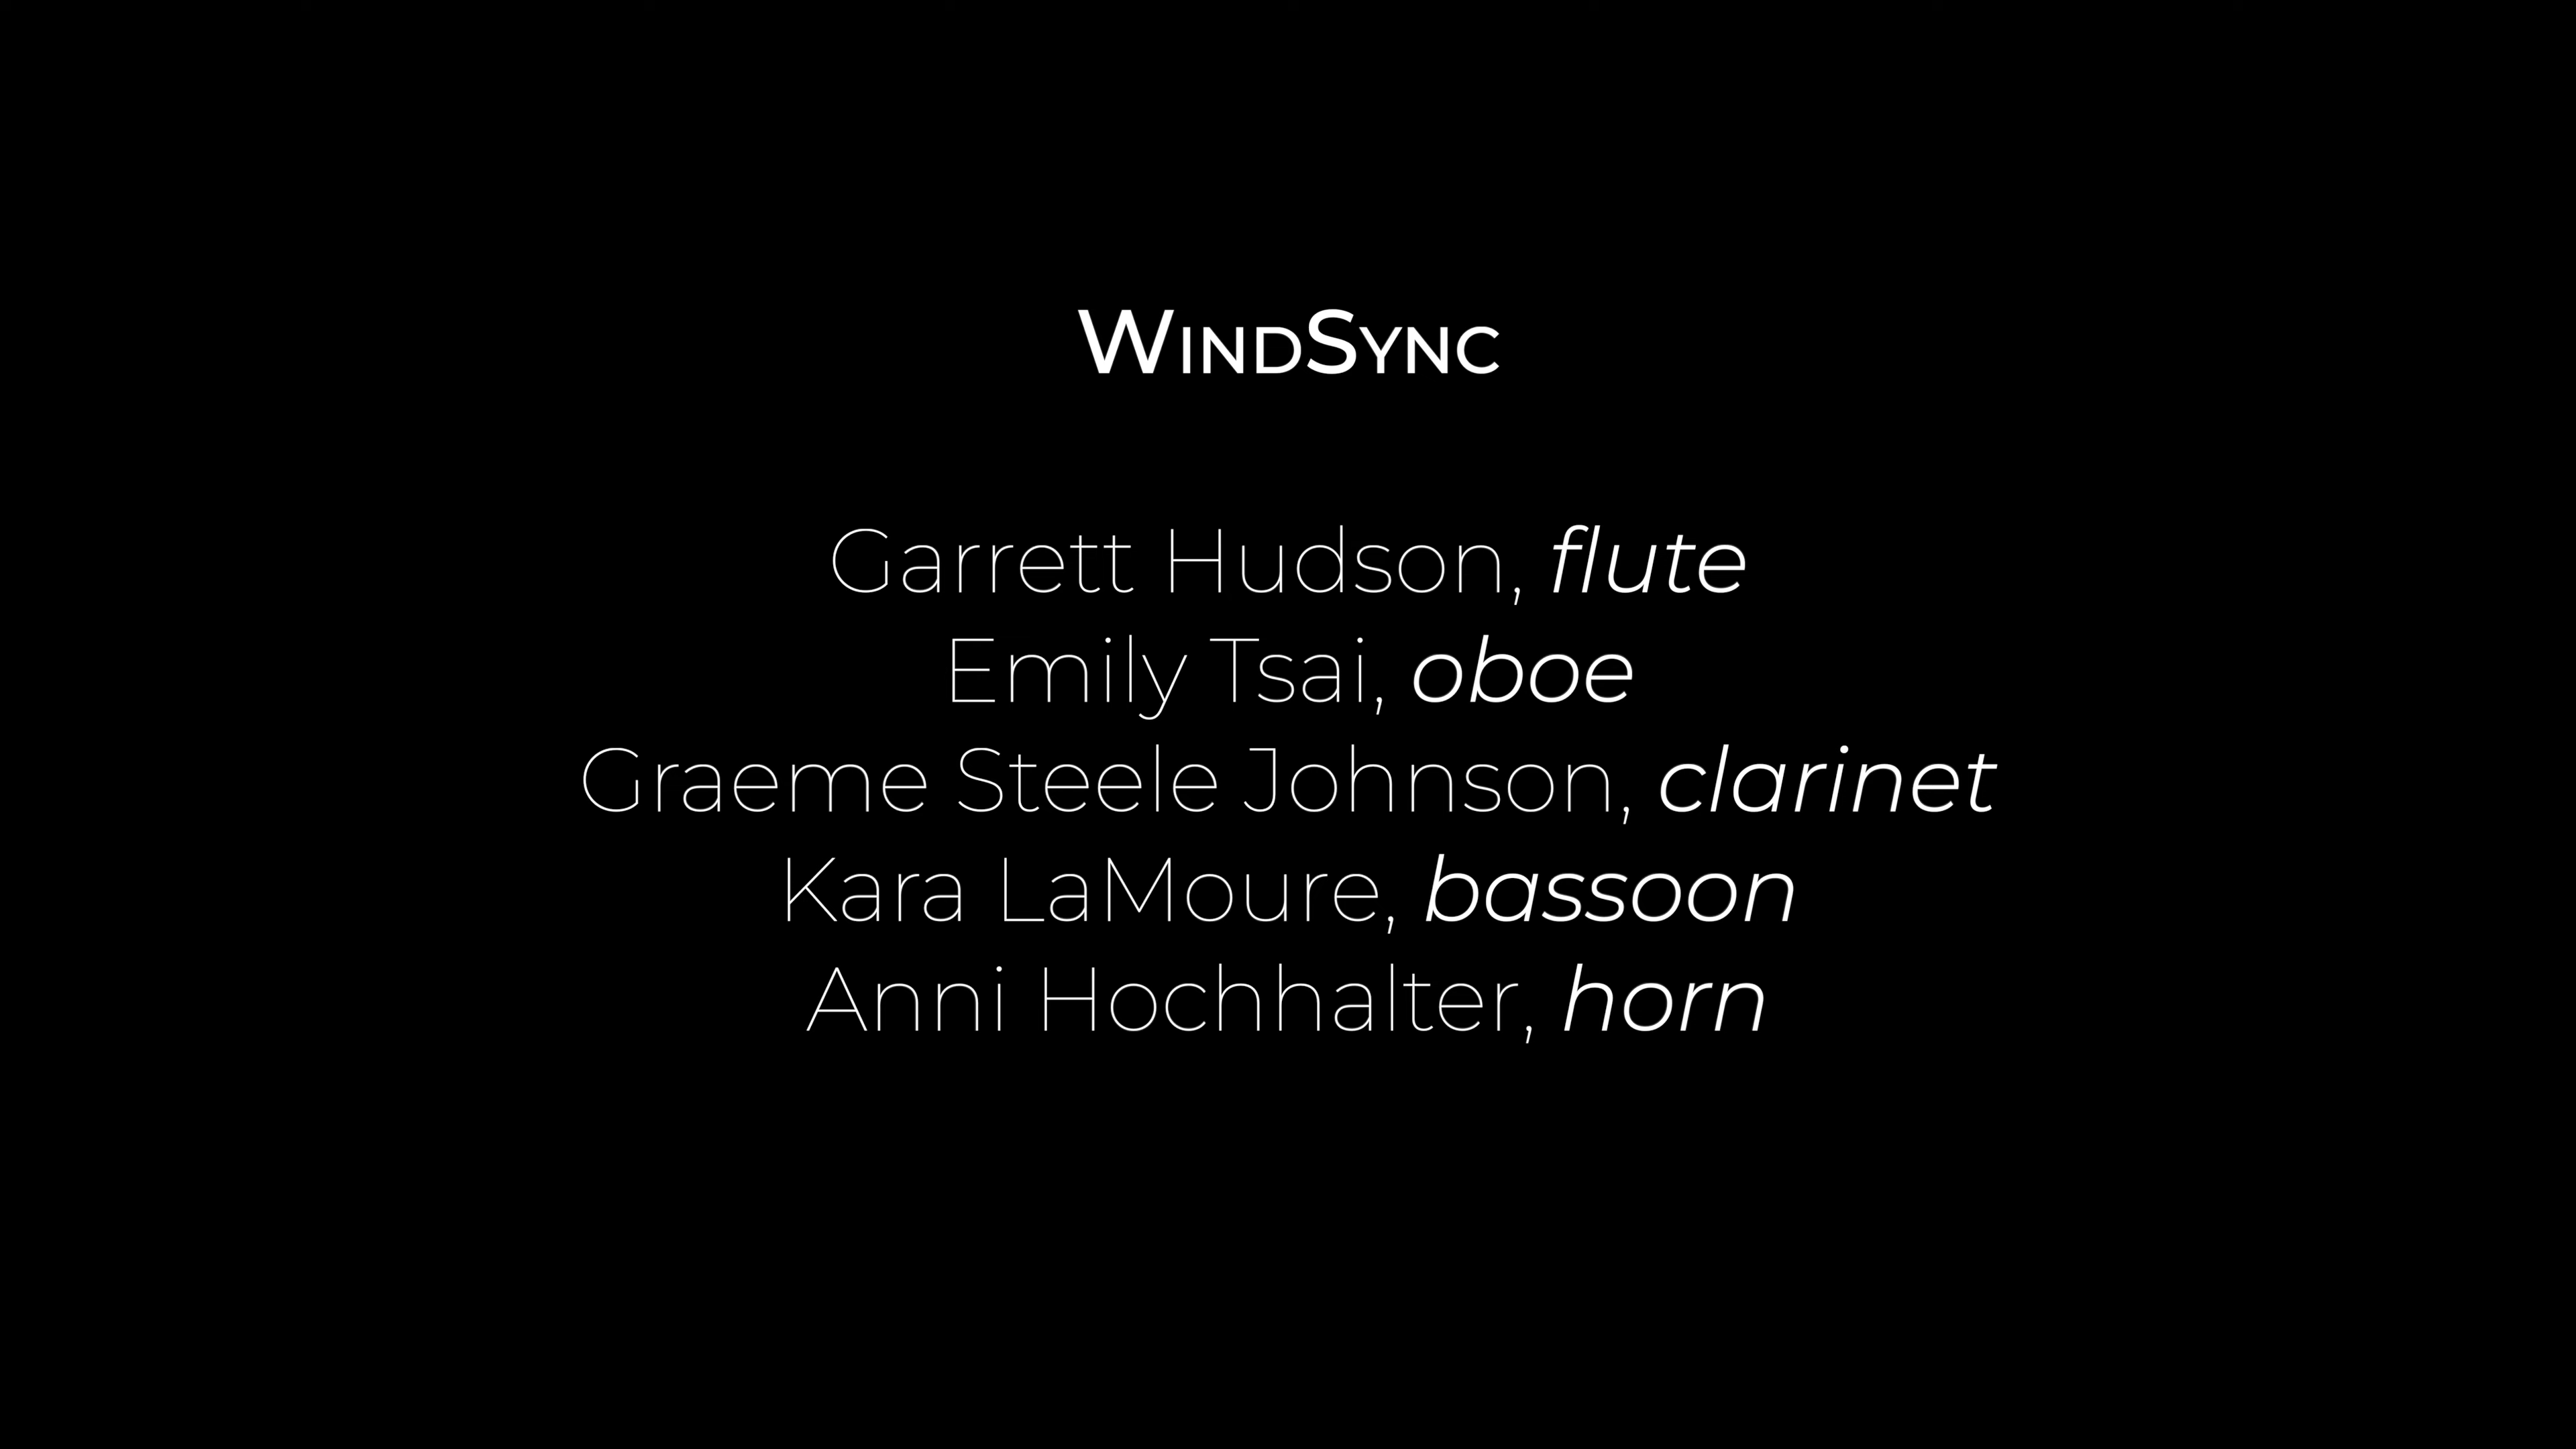 WindSync
Garrett Hudson, flute
Emily Tsai, oboe
Graeme Steele Johnson, clarinet
Kara LaMoure, bassoon
Anni Hochhalter, horn